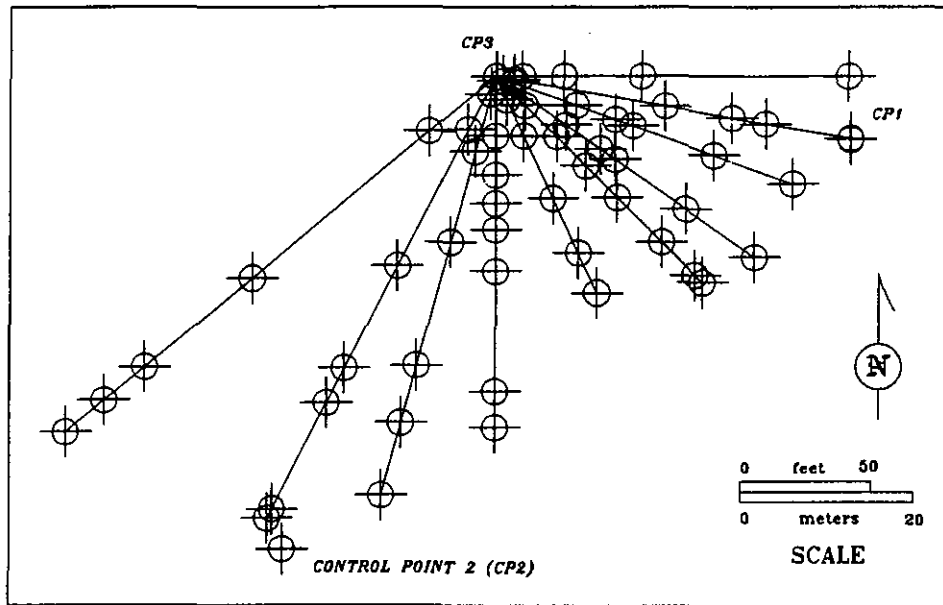 CP3
CP1
N
0 feet 50
0 meters 20
SCALE
CONTROL POINT 2 (CP2)